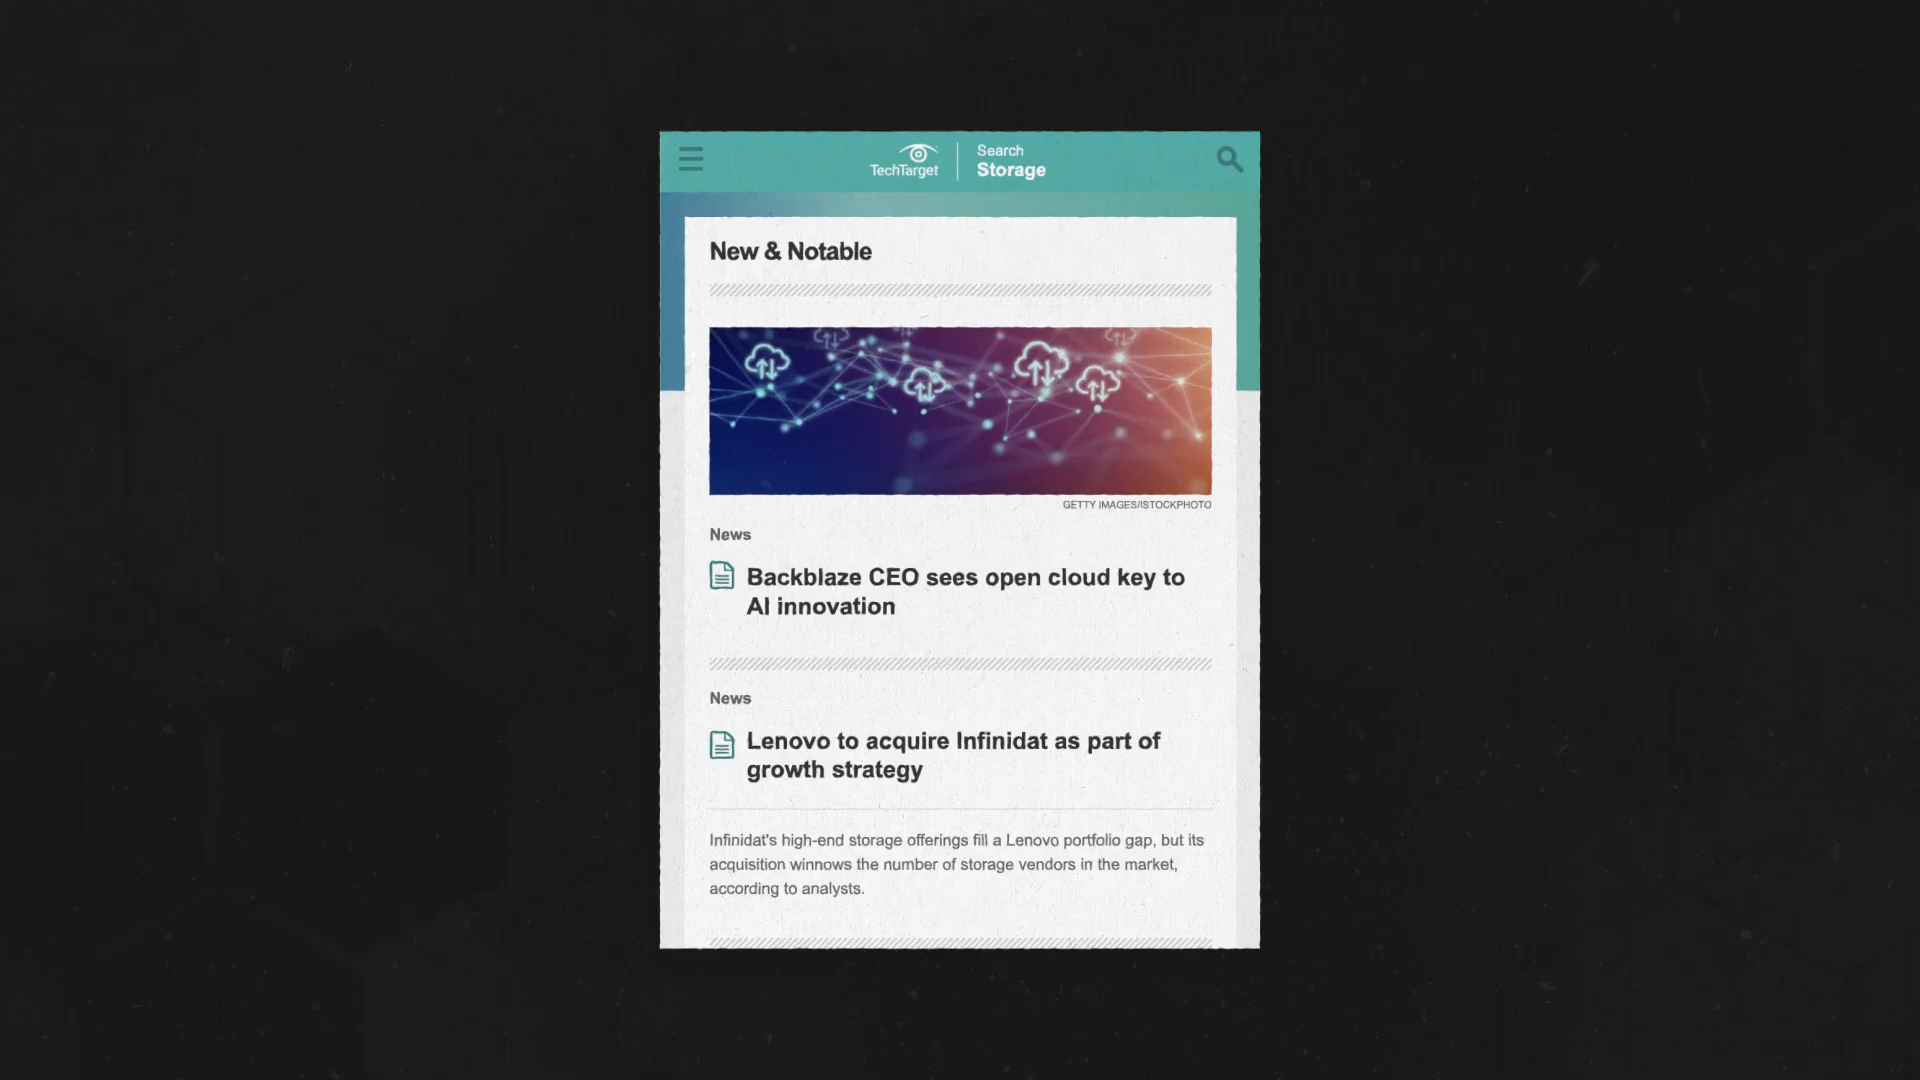 TechTarget
Search
Storage
New & Notable
GETTY IMAGES/ISTOCKPHOTO
News
Backblaze CEO sees open cloud key to
AI innovation
News
Lenovo to acquire Infinidat as part of
growth strategy
Infinidat's high-end storage offerings fill a Lenovo portfolio gap, but its
acquisition winnows the number of storage vendors in the market,
according to analysts.